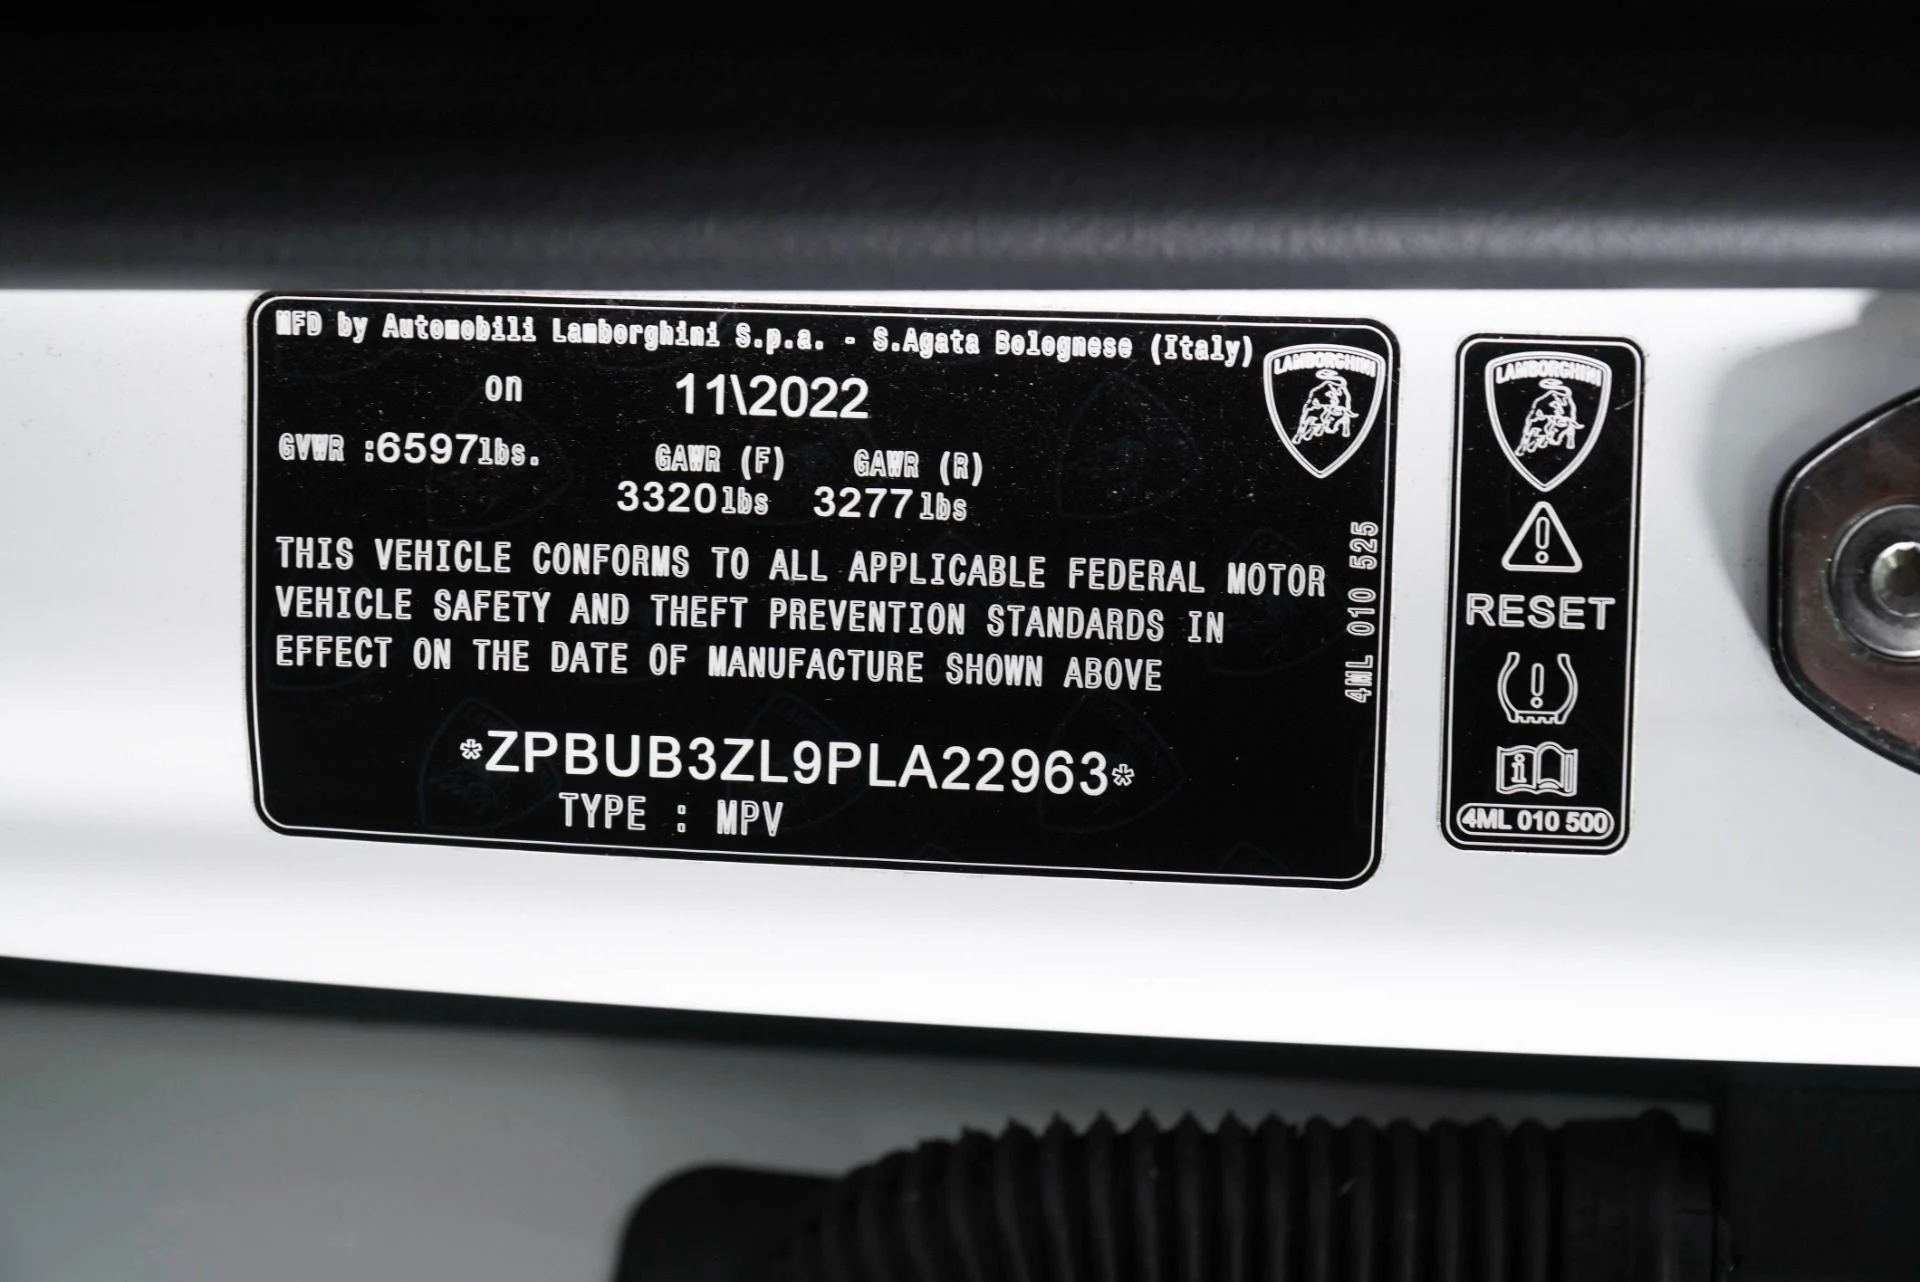 MFD by Automobili Lamborghini S.p.a. - S.Agata Bolognese (Italy)
on 11\2022
GVWR :6597lbs. GAWR (F) GAWR (R)
3320lbs 3277lbs
THIS VEHICLE CONFORMS TO ALL APPLICABLE FEDERAL MOTOR
VEHICLE SAFETY AND THEFT PREVENTION STANDARDS IN
EFFECT ON THE DATE OF MANUFACTURE SHOWN ABOVE
*ZPBUB3ZL9PLA22963*
TYPE : MPV
LAMBORGHINI
4ML 010 525
LAMBORGHINI
RESET
4ML 010 500